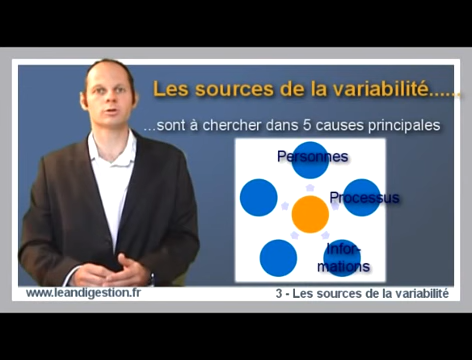 Les sources de la variabilité......
...sont à chercher dans 5 causes principales
Personnes
Processus
Infor-
mations
www.leandigestion.fr
3 - Les sources de la variabilité